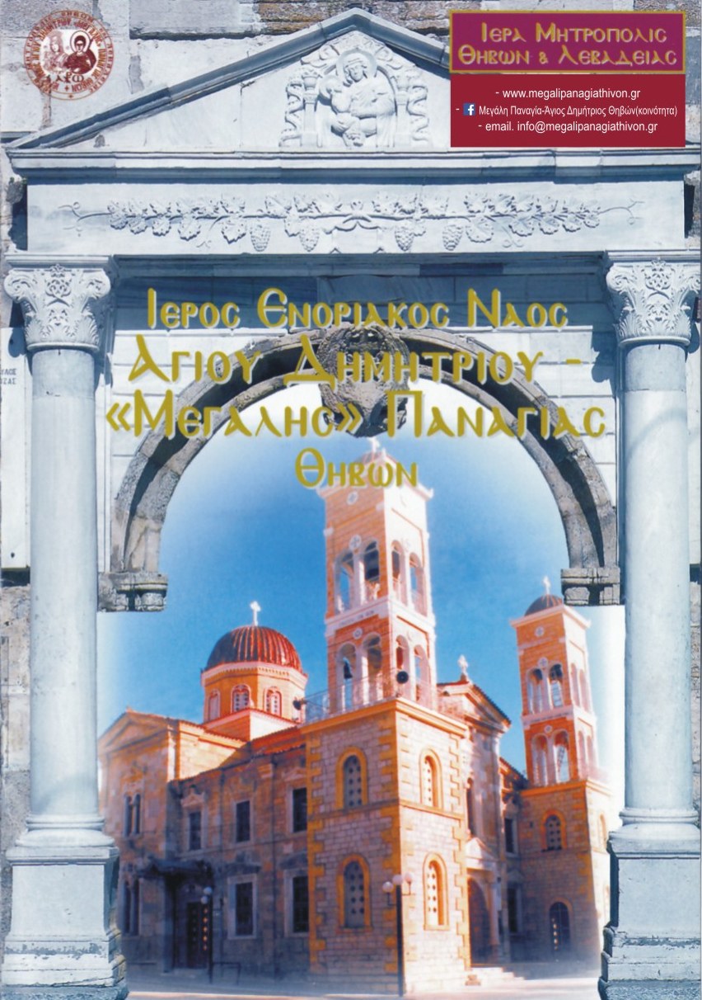 Ιερα Μητροπολις
Θηβων & Λεβαδειας
- www.megalipanagiathivon.gr
- Μεγάλη Παναγία-Άγιος Δημήτριος Θηβών(κοινότητα)
- email. info@megalipanagiathivon.gr
Ιερος Ενοριακος Ναος
Αγιου Δημητριου -
«Μεγαλης» Παναγιας
Θηβων